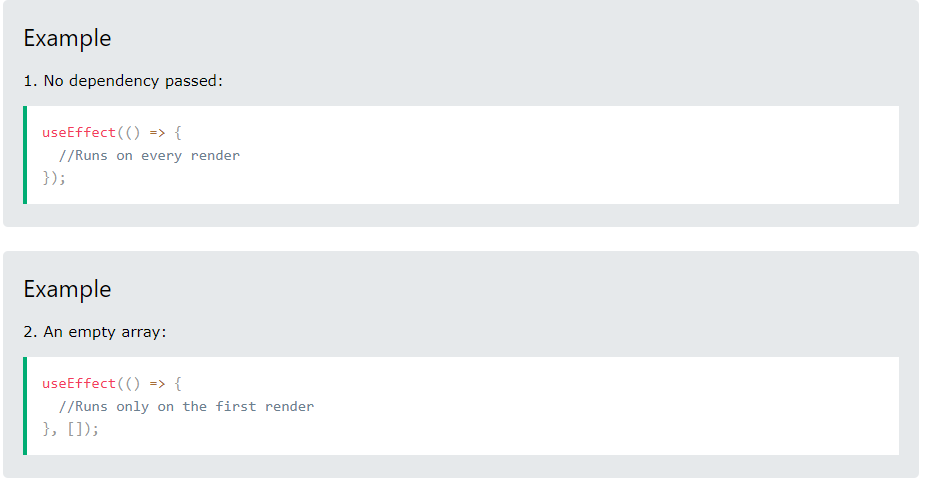 Example
1. No dependency passed:
useEffect(() => {
  //Runs on every render
});
Example
2. An empty array:
useEffect(() => {
  //Runs only on the first render
}, []);